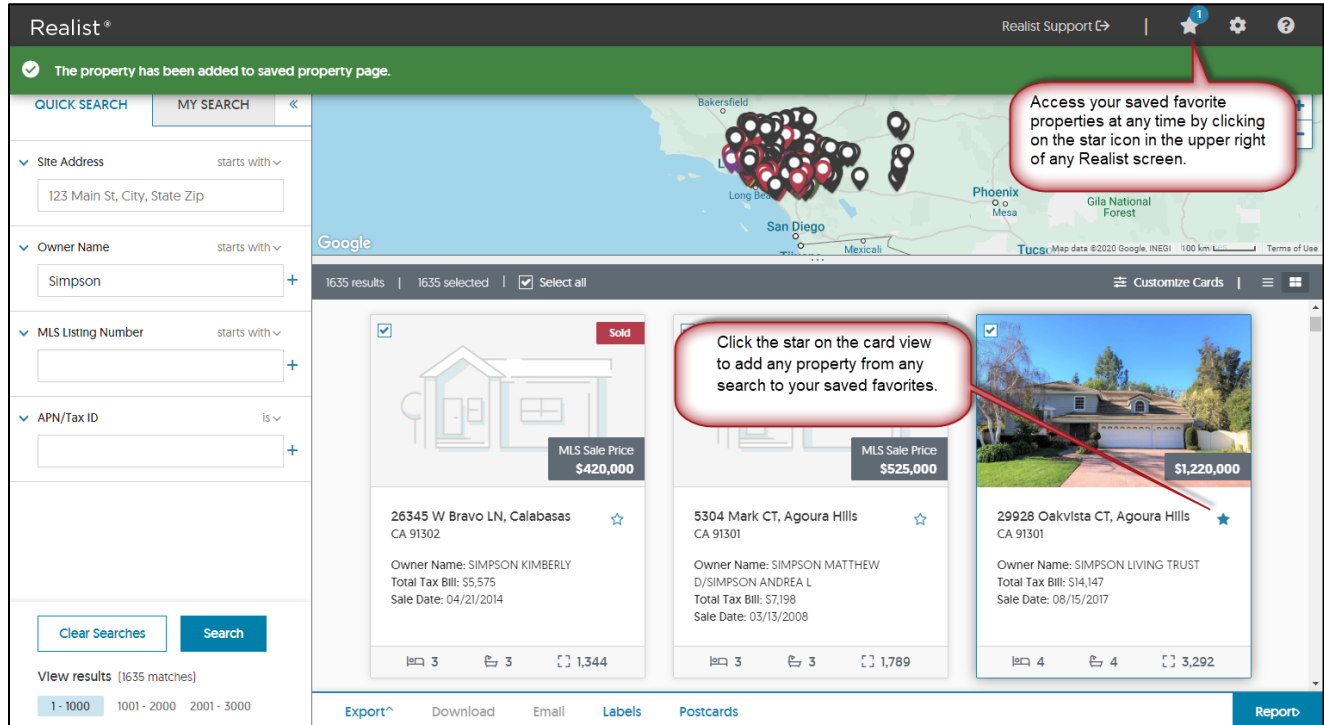 Realist®
Realist Support
1
The property has been added to saved property page.
QUICK SEARCH
MY SEARCH
«
Site Address
starts with
123 Main St, City, State Zip
Owner Name
starts with
Simpson
+
MLS Listing Number
starts with
+
APN/Tax ID
is
+
Clear Searches
Search
View results (1635 matches)
1 - 1000 1001 - 2000 2001 - 3000
Bakersfield
Long
San Diego
Mexicali
Phoenix
Mesa
Gila National
Forest
Google
Map data ©2020 Google, INEGI 100 km Terms of Use
Access your saved favorite
properties at any time by clicking
on the star icon in the upper right
of any Realist screen.
1635 results | 1635 selected | Select all
Customize Cards |
Click the star on the card view
to add any property from any
search to your saved favorites.
Sold
MLS Sale Price
$420,000
26345 W Bravo LN, Calabasas
CA 91302
Owner Name: SIMPSON KIMBERLY
Total Tax Bill: $5,575
Sale Date: 04/21/2014
3 3 1,344
MLS Sale Price
$525,000
5304 Mark CT, Agoura Hills
CA 91301
Owner Name: SIMPSON MATTHEW
D/SIMPSON ANDREA L
Total Tax Bill: $7,198
Sale Date: 03/13/2008
3 3 1,789
$1,220,000
29928 Oakvista CT, Agoura Hills
CA 91301
Owner Name: SIMPSON LIVING TRUST
Total Tax Bill: $14,147
Sale Date: 08/15/2017
4 4 3,292
Export^ Download Email Labels Postcards
Report